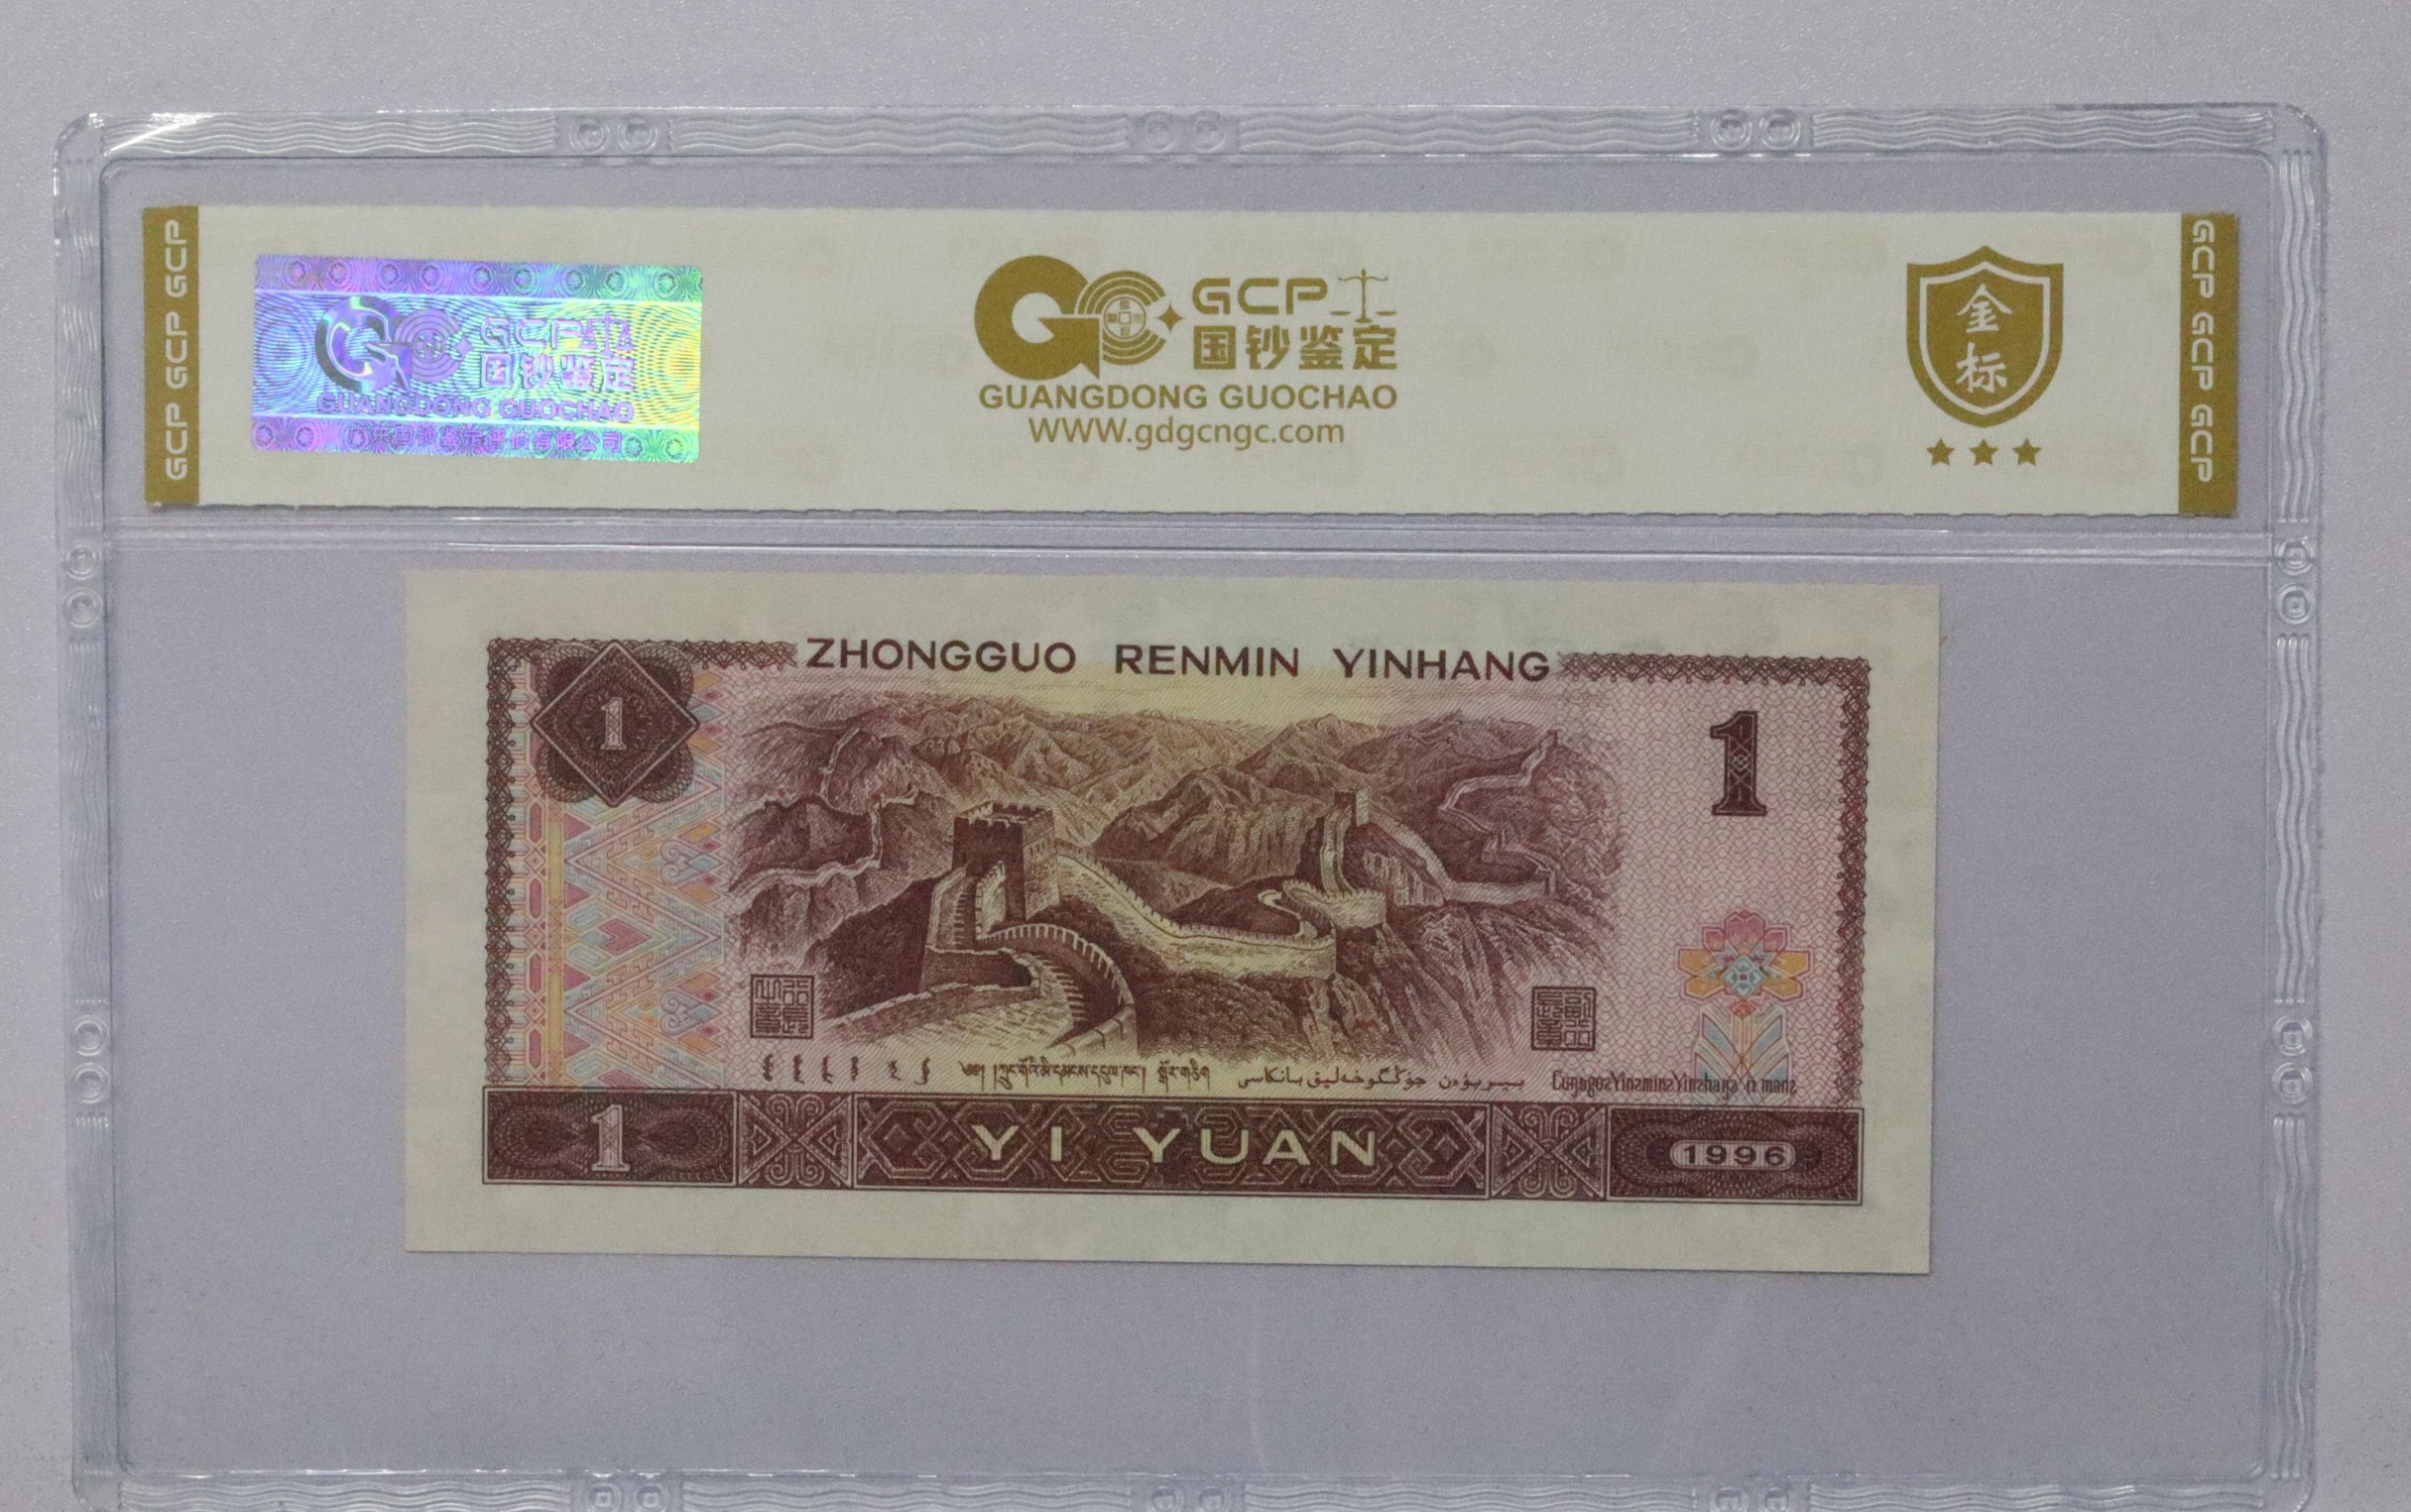 GCP GCP GCP
GCP
国钞鉴定
GUANGDONG GUOCHAO
广东国钞鉴定评估有限公司
GCP
国钞鉴定
GUANGDONG GUOCHAO
www.gdgcngc.com
金
标
GCP GCP GCP
ZHONGGUO RENMIN YINHANG
1
1
1
YI YUAN
1996